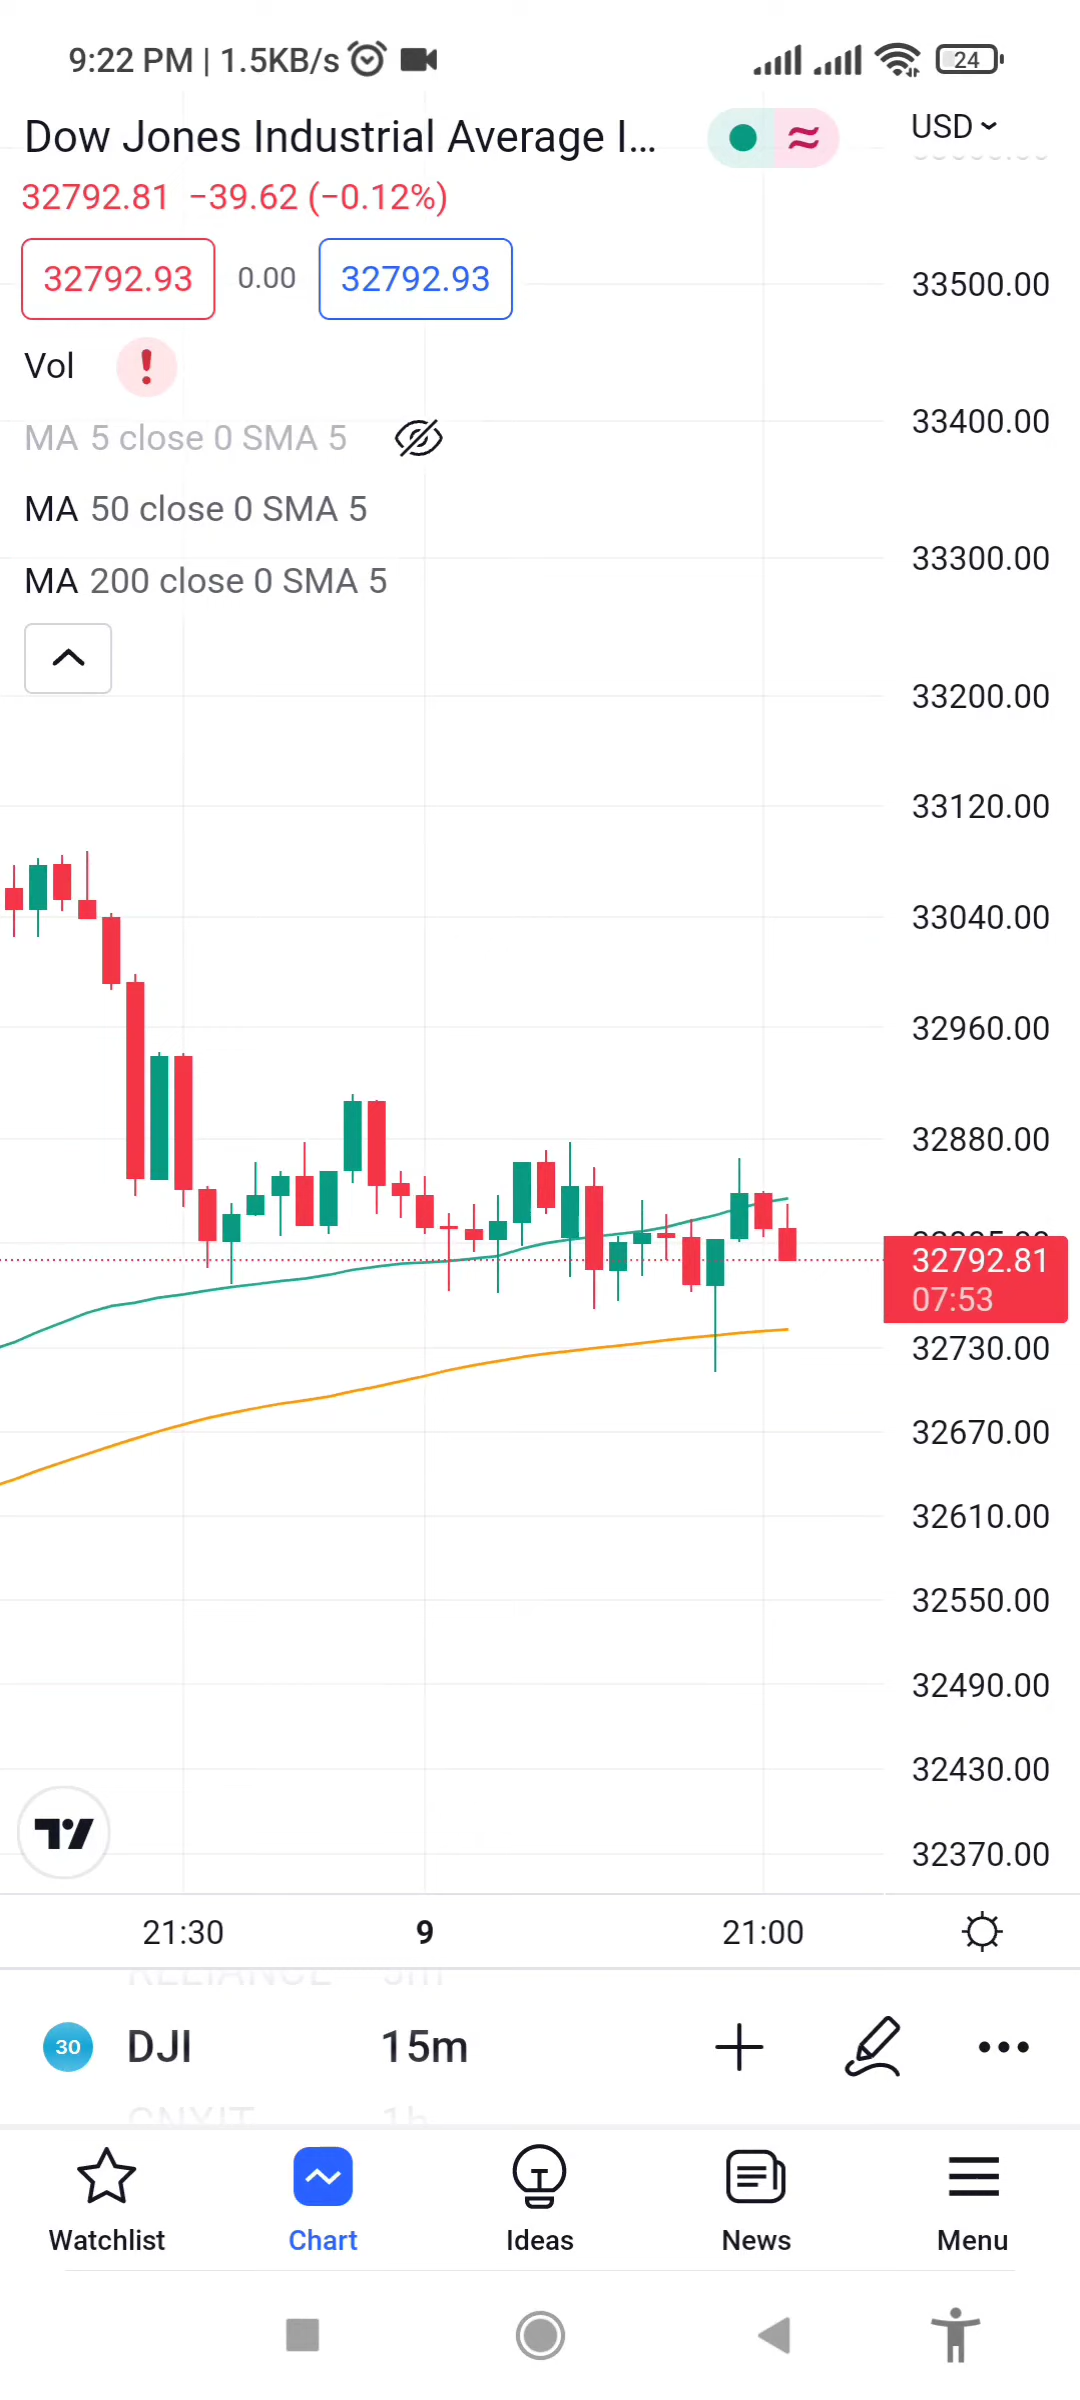 9:22 PM | 1.5KB/s
24
Dow Jones Industrial Average I...
USD
32792.81 −39.62 (−0.12%)
32792.93 0.00 32792.93
Vol
MA 5 close 0 SMA 5
MA 50 close 0 SMA 5
MA 200 close 0 SMA 5
33500.00
33400.00
33300.00
33200.00
33120.00
33040.00
32960.00
32880.00
32792.81
07:53
32730.00
32670.00
32610.00
32550.00
32490.00
32430.00
32370.00
21:30 9 21:00
RELIANCE
30 DJI 15m
1h
Watchlist Chart Ideas News Menu